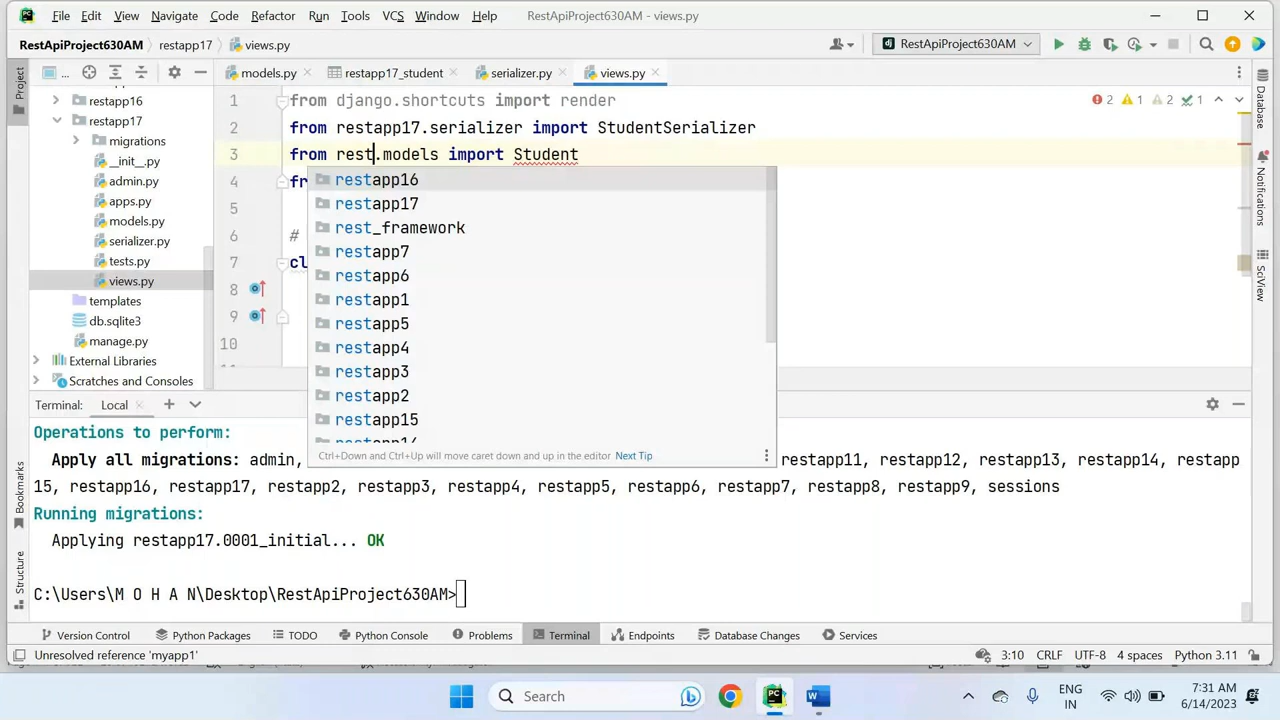 File Edit View Navigate Code Refactor Run Tools VCS Window Help RestApiProject630AM - views.py
RestApiProject630AM restapp17 views.py RestApiProject630AM
... models.py restapp17_student serializer.py views.py
Project
restapp16
restapp17
migrations
__init__.py
admin.py
apps.py
models.py
serializer.py
tests.py
views.py
templates
db.sqlite3
manage.py
External Libraries
Scratches and Consoles
1 from django.shortcuts import render
2 from restapp17.serializer import StudentSerializer
3 from rest.models import Student
4 fr
5
6 #
7 cl
8
9
10
2 1 2 1
restapp16
restapp17
rest_framework
restapp7
restapp6
restapp1
restapp5
restapp4
restapp3
restapp2
restapp15
Ctrl+Down and Ctrl+Up will move caret down and up in the editor Next Tip
Database
Notifications
SciView
Terminal: Local
Operations to perform:
Apply all migrations: admin, restapp11, restapp12, restapp13, restapp14, restapp
15, restapp16, restapp17, restapp2, restapp3, restapp4, restapp5, restapp6, restapp7, restapp8, restapp9, sessions
Running migrations:
Applying restapp17.0001_initial... OK
C:\Users\M O H A N\Desktop\RestApiProject630AM>
Bookmarks
Structure
Version Control Python Packages TODO Python Console Problems Terminal Endpoints Database Changes Services
Unresolved reference 'myapp1' 3:10 CRLF UTF-8 4 spaces Python 3.11
Search
ENG
IN
7:31 AM
6/14/2023